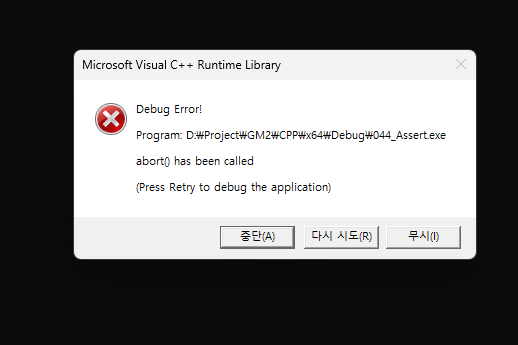 Microsoft Visual C++ Runtime Library
Debug Error!
Program: D:₩Project₩GM2₩CPP₩x64₩Debug₩044_Assert.exe
abort() has been called
(Press Retry to debug the application)
중단(A) 다시 시도(R) 무시(I)